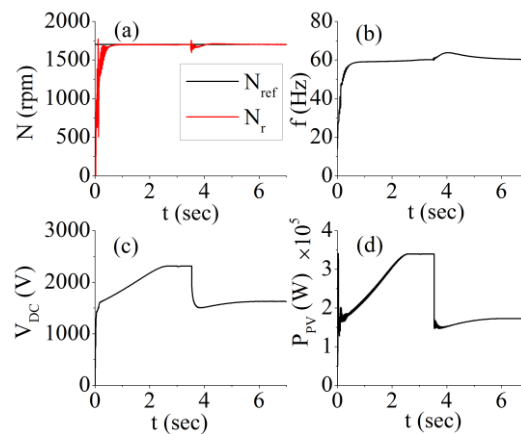 (a)
2000
1500
1000
500
0
N (rpm)
N_ref
N_r
0 2 4 6
t (sec)
(b)
80
60
40
20
0
f (Hz)
0 2 4 6
t (sec)
(c)
3000
2000
1000
0
V_DC (V)
0 2 4 6
t (sec)
(d)
4
3
2
1
0
P_PV (W) ×10^5
0 2 4 6
t (sec)